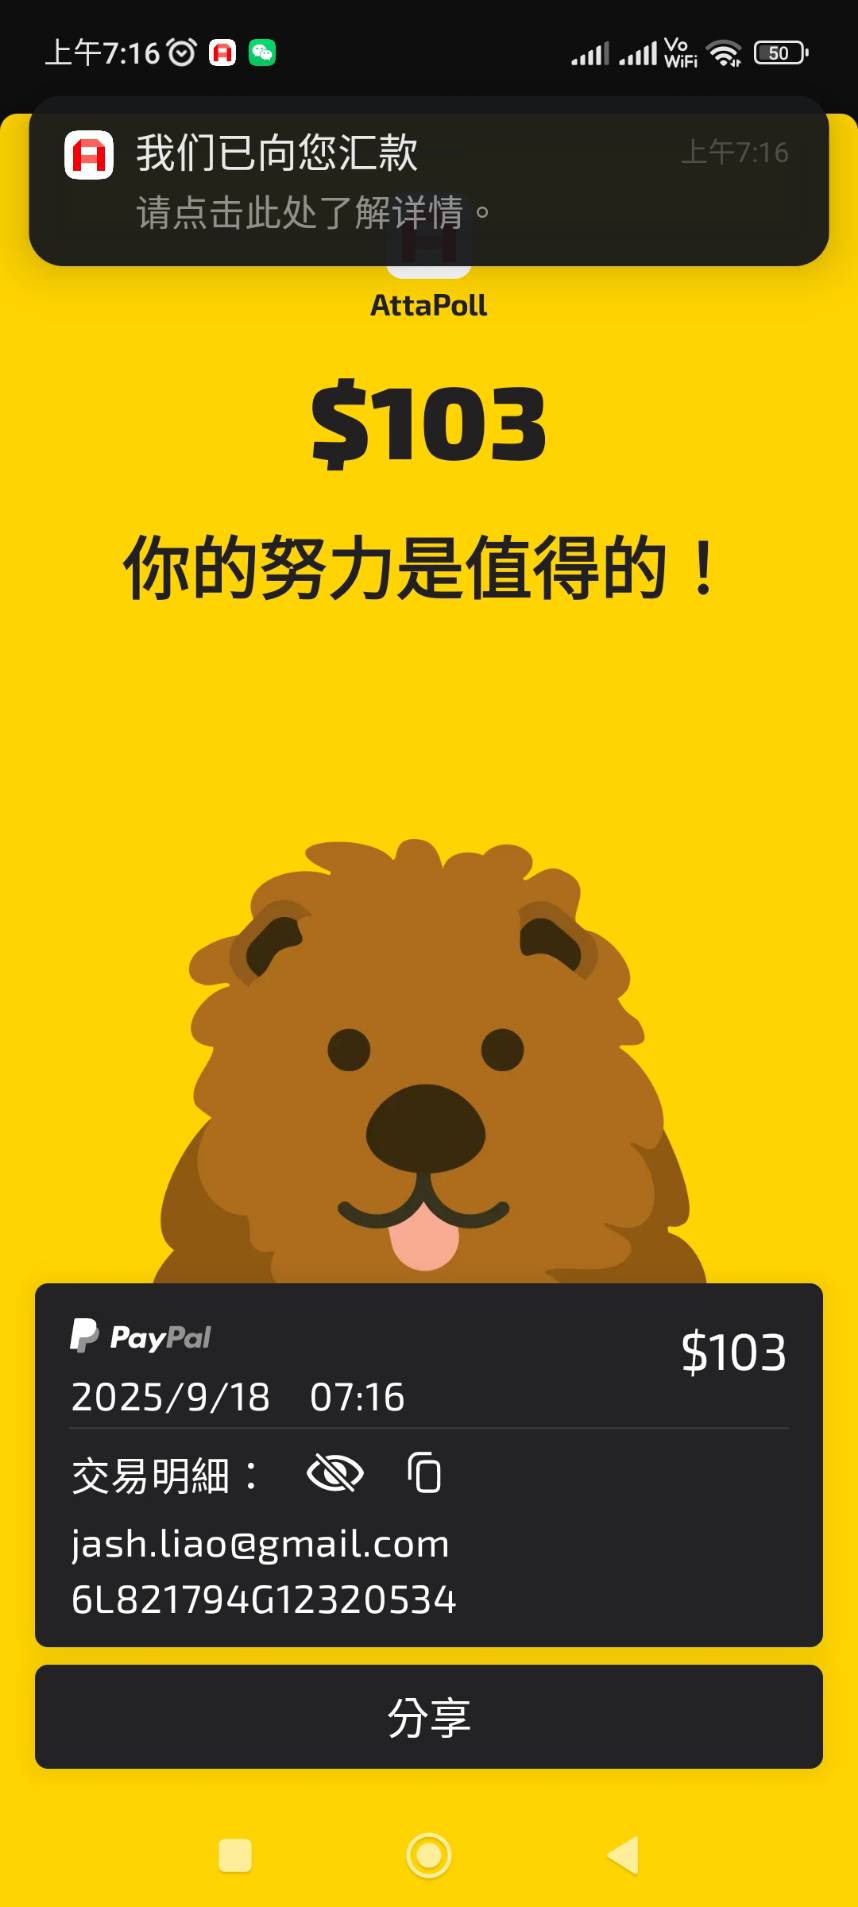 上午7:16
Vo
WiFi
50
我们已向您汇款
上午7:16
请点击此处了解详情。
AttaPoll
$103
你的努力是值得的！
PayPal
$103
2025/9/18 07:16
交易明細：
jash.liao@gmail.com
6L821794G12320534
分享